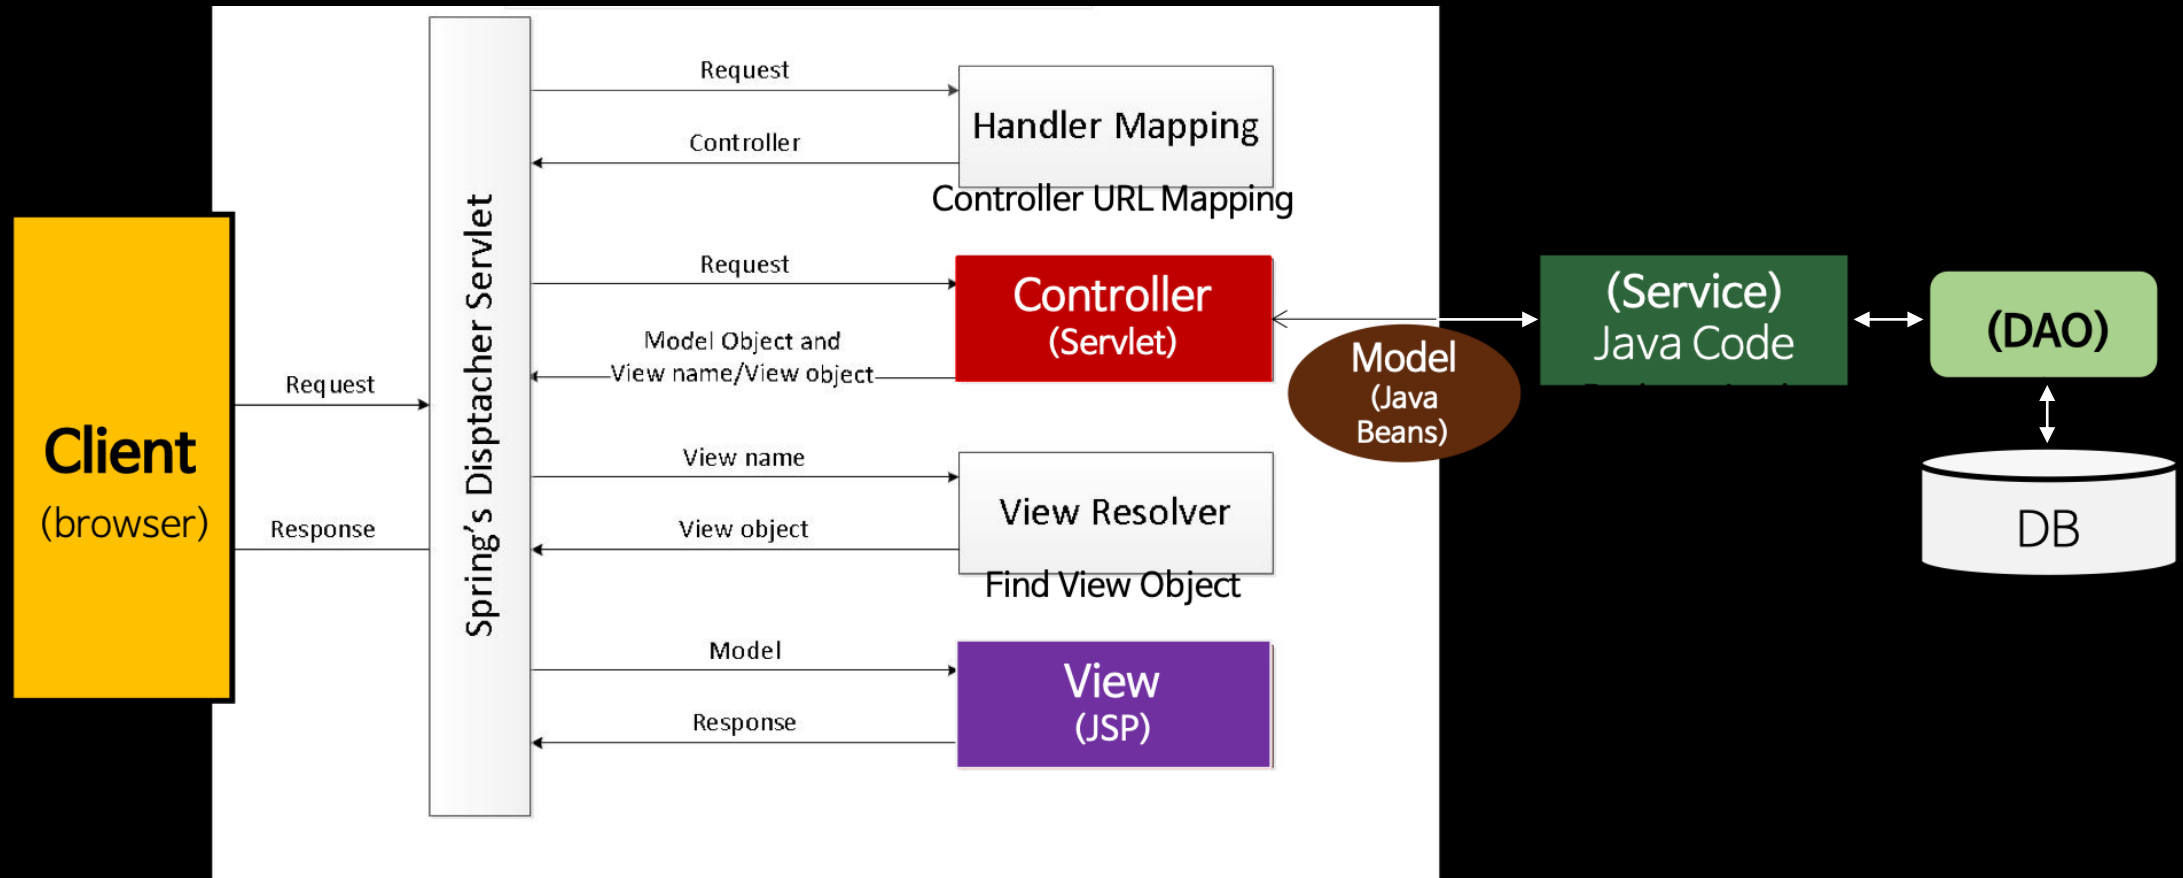 Client
(browser)
Request
Response
Spring's Disptacher Servlet
Request
Controller
Handler Mapping
Controller URL Mapping
Request
Model Object and
View name/View object
Controller
(Servlet)
View name
View object
View Resolver
Find View Object
Model
Response
View
(JSP)
Model
(Java
Beans)
(Service)
Java Code
(DAO)
DB